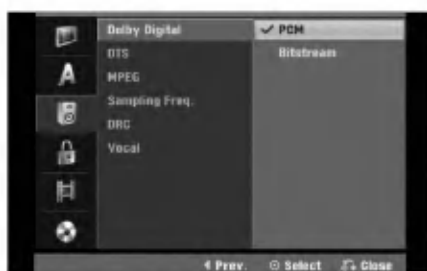 Dolby Digital
✓ PCM
DTS
Bitstream
MPEG
A
Sampling Freq.
DRC
Vocal
Prev. Select Close